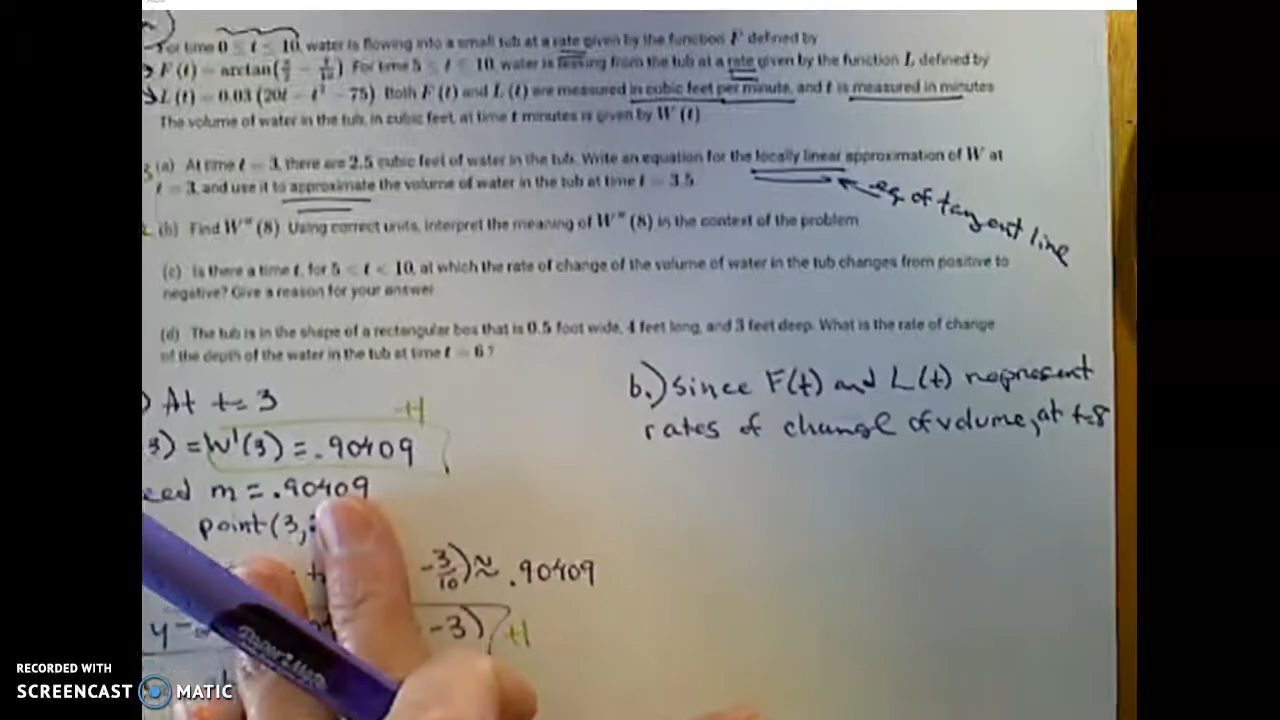 For time 0 ≤ t ≤ 10, water is flowing into a small tub at a rate given by the function F defined by
F(t) = arctan(π/2 − t/10) For time 5 ≤ t ≤ 10, water is leaking from the tub at a rate given by the function L defined by
L(t) = 0.03 (20t − t² − 75) Both F(t) and L(t) are measured in cubic feet per minute, and t is measured in minutes
The volume of water in the tub, in cubic feet, at time t minutes is given by W(t)
(a) At time t = 3, there are 2.5 cubic feet of water in the tub. Write an equation for the locally linear approximation of W at
t = 3, and use it to approximate the volume of water in the tub at time t = 3.5
eq of tangent line
(b) Find W″(8) Using correct units, interpret the meaning of W″(8) in the context of the problem
(c) Is there a time t, for 5 < t < 10, at which the rate of change of the volume of water in the tub changes from positive to
negative? Give a reason for your answer
(d) The tub is in the shape of a rectangular box that is 0.5 foot wide, 4 feet long, and 3 feet deep. What is the rate of change
of the depth of the water in the tub at time t = 6?
) At t = 3
+1
3) = W'(3) = .90409
m = .90409
point (3,
-3/10) ≈ .90409
y -
-3) +1
b.) Since F(t) and L(t) represent
rates of change of volume, at t=8
Paper Mate
RECORDED WITH
SCREENCAST MATIC